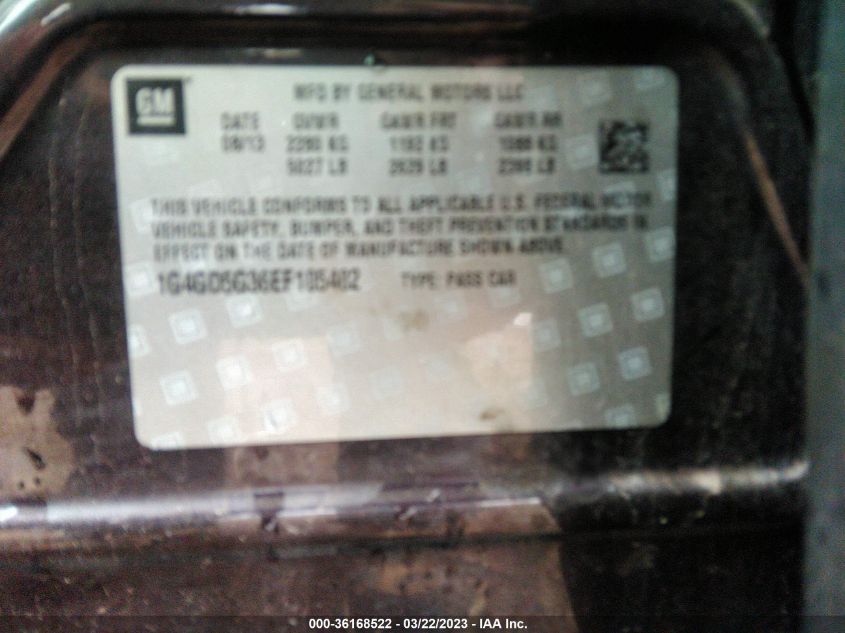 GM
MFD BY GENERAL MOTORS LLC
DATE GVWR GAWR FRT GAWR RR
09/13 2280 KG 1192 KG 1088 KG
5027 LB 2629 LB 2398 LB
THIS VEHICLE CONFORMS TO ALL APPLICABLE U.S. FEDERAL MOTOR
VEHICLE SAFETY, BUMPER, AND THEFT PREVENTION STANDARDS IN
EFFECT ON THE DATE OF MANUFACTURE SHOWN ABOVE.
1G4GD5G36EF105402 TYPE: PASS CAR
000-36168522 - 03/22/2023 - IAA Inc.